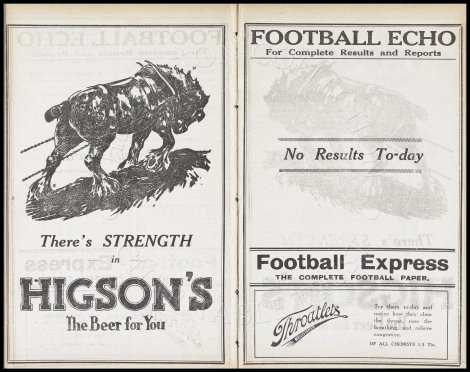 There's STRENGTH
in
HIGSON'S
The Beer for You
FOOTBALL ECHO
For Complete Results and Reports
No Results To-day
Football Express
THE COMPLETE FOOTBALL PAPER.
Throatlets
Try them to-day and
notice how they clear
the throat, ease the
breathing, and relieve
congestion.
OF ALL CHEMISTS 1/3 Tin.